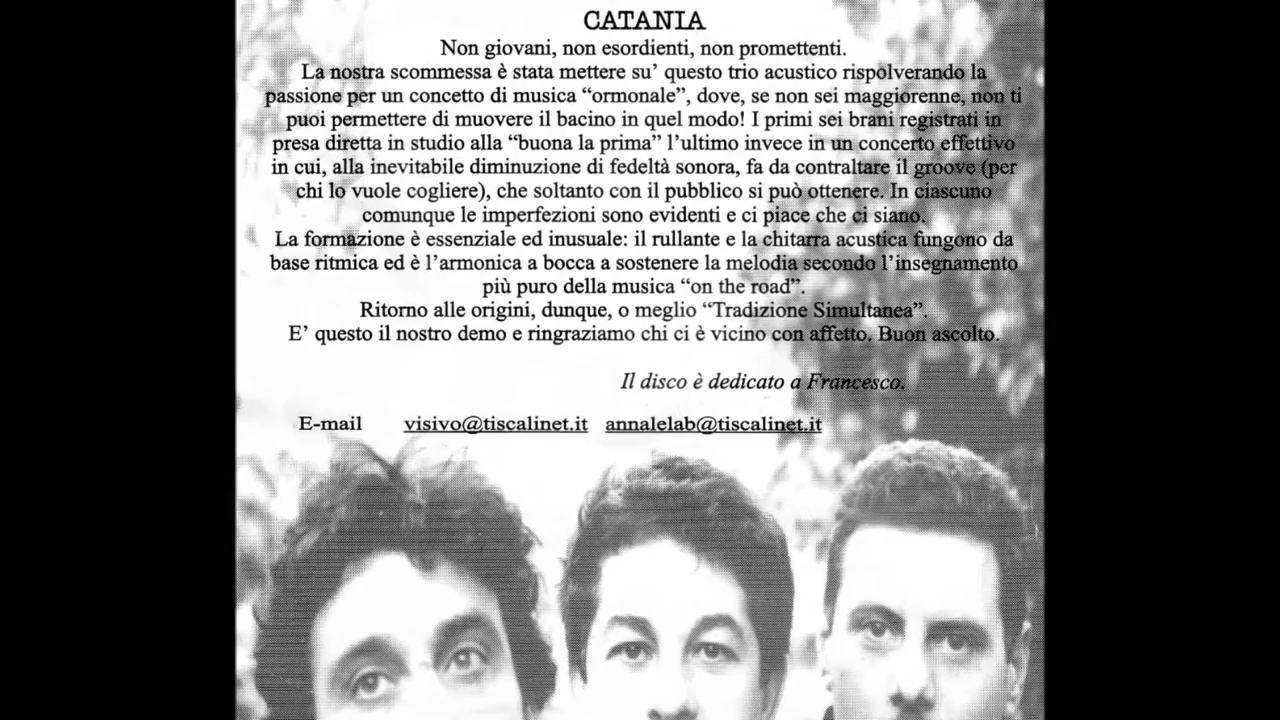 CATANIA
Non giovani, non esordienti, non promettenti.
La nostra scommessa è stata mettere su’ questo trio acustico rispolverando la
passione per un concetto di musica “ormonale”, dove, se non sei maggiorenne, non ti
puoi permettere di muovere il bacino in quel modo! I primi sei brani registrati in
presa diretta in studio alla “buona la prima” l’ultimo invece in un concerto effettivo
in cui, alla inevitabile diminuzione di fedeltà sonora, fa da contraltare il groove (per
chi lo vuole cogliere), che soltanto con il pubblico si può ottenere. In ciascuno
comunque le imperfezioni sono evidenti e ci piace che ci siano.
La formazione è essenziale ed inusuale: il rullante e la chitarra acustica fungono da
base ritmica ed è l’armonica a bocca a sostenere la melodia secondo l’insegnamento
più puro della musica “on the road”.
Ritorno alle origini, dunque, o meglio “Tradizione Simultanea”.
E’ questo il nostro demo e ringraziamo chi ci è vicino con affetto. Buon ascolto.
Il disco è dedicato a Francesco.
E-mail visivo@tiscalinet.it annalelab@tiscalinet.it